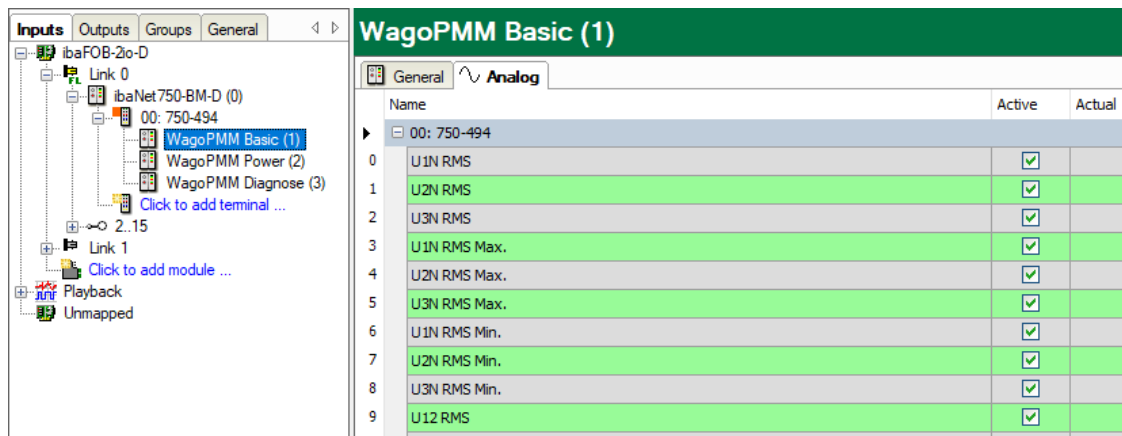 Inputs Outputs Groups General
ibaFOB-2io-D
Link 0
FL
ibaNet750-BM-D (0)
00: 750-494
WagoPMM Basic (1)
WagoPMM Power (2)
WagoPMM Diagnose (3)
Click to add terminal ...
2..15
Link 1
Click to add module ...
Playback
Unmapped
WagoPMM Basic (1)
General Analog
Name Active Actual
00: 750-494
0 U1N RMS
1 U2N RMS
2 U3N RMS
3 U1N RMS Max.
4 U2N RMS Max.
5 U3N RMS Max.
6 U1N RMS Min.
7 U2N RMS Min.
8 U3N RMS Min.
9 U12 RMS